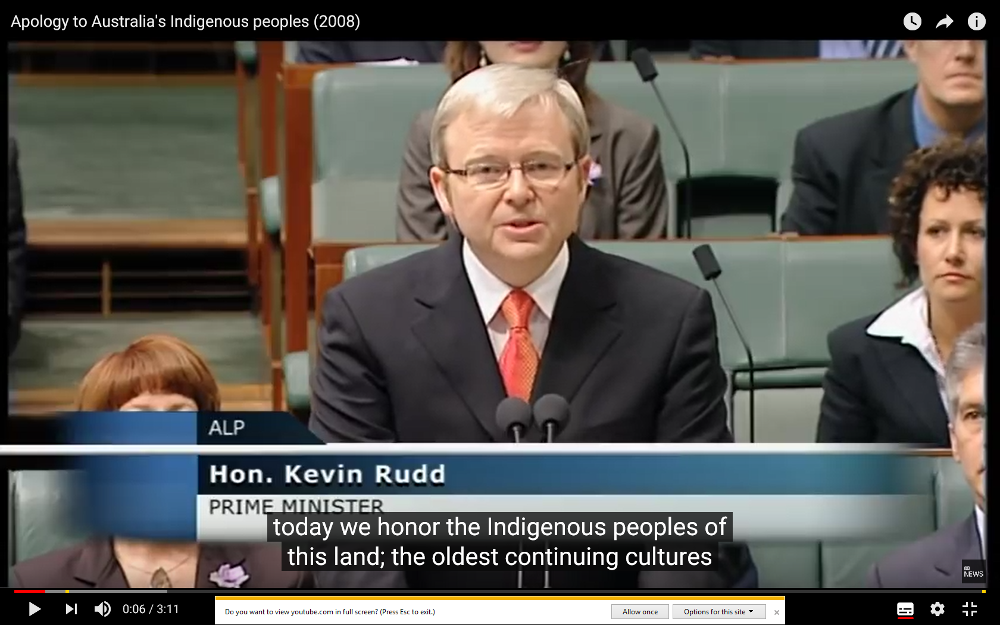 Apology to Australia's Indigenous peoples (2008)
ALP
Hon. Kevin Rudd
PRIME MINISTER
today we honor the Indigenous peoples of
this land; the oldest continuing cultures
abc
NEWS
0:06 / 3:11
Do you want to view youtube.com in full screen? (Press Esc to exit.)
Allow once
Options for this site